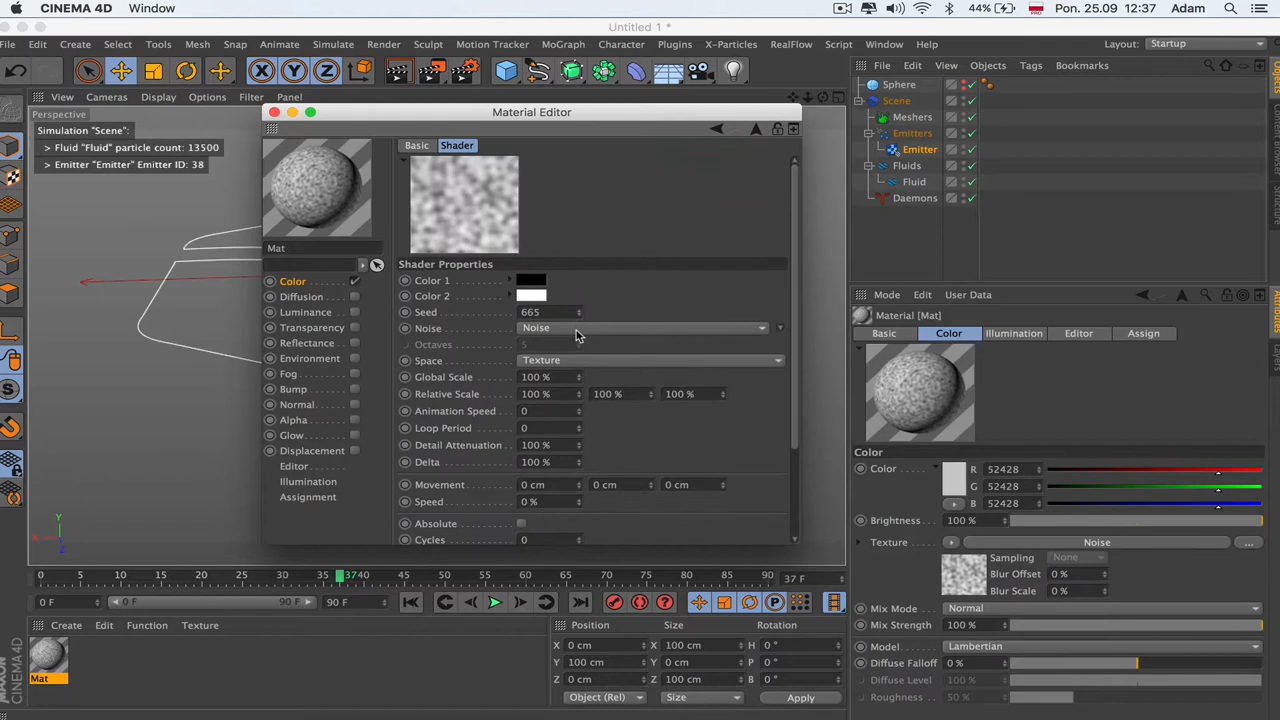 CINEMA 4D Window 44% Pon. 25.09 12:37 Adam
Untitled 1 *
File Edit Create Select Tools Mesh Snap Animate Simulate Render Sculpt Motion Tracker MoGraph Character Plugins X-Particles RealFlow Script Window Help Layout: Startup
File Edit View Objects Tags Bookmarks
View Cameras Display Options Filter Panel
Perspective
Simulation "Scene":
> Fluid "Fluid" particle count: 13500
> Emitter "Emitter" Emitter ID: 38
Y
X
Z
Material Editor
Basic Shader
Mat
Color
Diffusion
Luminance
Transparency
Reflectance
Environment
Fog
Bump
Normal
Alpha
Glow
Displacement
Editor
Illumination
Assignment
Shader Properties
Color 1
Color 2
Seed 665
Noise Noise
Octaves 5
Space Texture
Global Scale 100 %
Relative Scale 100 % 100 % 100 %
Animation Speed 0
Loop Period 0
Detail Attenuation 100 %
Delta 100 %
Movement 0 cm 0 cm 0 cm
Speed 0 %
Absolute
Cycles 0
Sphere
Scene
Meshers
Emitters
Emitter
Fluids
Fluid
Daemons
Objects
Content Browser
Structure
Attributes
Layers
Mode Edit User Data
Material [Mat]
Basic Color Illumination Editor Assign
Color
Color R 52428
G 52428
B 52428
Brightness 100 %
Texture Noise ...
Sampling None
Blur Offset 0 %
Blur Scale 0 %
Mix Mode Normal
Mix Strength 100 %
Model Lambertian
Diffuse Falloff 0 %
Diffuse Level 100 %
Roughness 50 %
0 5 10 15 20 25 30 3740 45 50 55 60 65 70 75 80 85 90 37 F
0 F 0 F 90 F 90 F
Create Edit Function Texture
Mat
Position Size Rotation
X 0 cm X 100 cm H 0 °
Y 100 cm Y 0 cm P 0 °
Z 0 cm Z 100 cm B 0 °
Object (Rel) Size Apply
MAXON CINEMA 4D